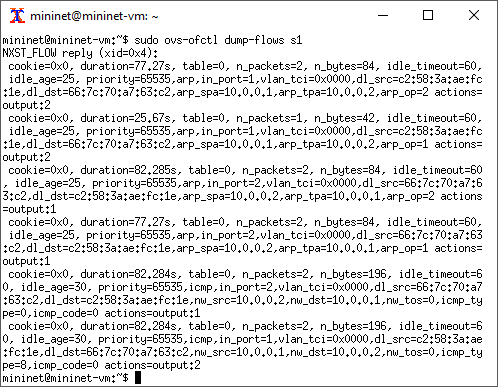 mininet@mininet-vm: ~
mininet@mininet-vm:~$ sudo ovs-ofctl dump-flows s1
NXST_FLOW reply (xid=0x4):
 cookie=0x0, duration=77.27s, table=0, n_packets=2, n_bytes=84, idle_timeout=60,
 idle_age=25, priority=65535,arp,in_port=1,vlan_tci=0x0000,dl_src=c2:58:3a:ae:fc
:1e,dl_dst=66:7c:70:a7:63:c2,arp_spa=10.0.0.1,arp_tpa=10.0.0.2,arp_op=2 actions=
output:2
 cookie=0x0, duration=25.67s, table=0, n_packets=1, n_bytes=42, idle_timeout=60,
 idle_age=25, priority=65535,arp,in_port=1,vlan_tci=0x0000,dl_src=c2:58:3a:ae:fc
:1e,dl_dst=66:7c:70:a7:63:c2,arp_spa=10.0.0.1,arp_tpa=10.0.0.2,arp_op=1 actions=
output:2
 cookie=0x0, duration=82.285s, table=0, n_packets=2, n_bytes=84, idle_timeout=60
, idle_age=25, priority=65535,arp,in_port=2,vlan_tci=0x0000,dl_src=66:7c:70:a7:6
3:c2,dl_dst=c2:58:3a:ae:fc:1e,arp_spa=10.0.0.2,arp_tpa=10.0.0.1,arp_op=2 actions
=output:1
 cookie=0x0, duration=77.27s, table=0, n_packets=2, n_bytes=84, idle_timeout=60,
 idle_age=25, priority=65535,arp,in_port=2,vlan_tci=0x0000,dl_src=66:7c:70:a7:63
:c2,dl_dst=c2:58:3a:ae:fc:1e,arp_spa=10.0.0.2,arp_tpa=10.0.0.1,arp_op=1 actions=
output:1
 cookie=0x0, duration=82.284s, table=0, n_packets=2, n_bytes=196, idle_timeout=6
0, idle_age=30, priority=65535,icmp,in_port=2,vlan_tci=0x0000,dl_src=66:7c:70:a7
:63:c2,dl_dst=c2:58:3a:ae:fc:1e,nw_src=10.0.0.2,nw_dst=10.0.0.1,nw_tos=0,icmp_ty
pe=0,icmp_code=0 actions=output:1
 cookie=0x0, duration=82.284s, table=0, n_packets=2, n_bytes=196, idle_timeout=6
0, idle_age=30, priority=65535,icmp,in_port=1,vlan_tci=0x0000,dl_src=c2:58:3a:ae
:fc:1e,dl_dst=66:7c:70:a7:63:c2,nw_src=10.0.0.1,nw_dst=10.0.0.2,nw_tos=0,icmp_ty
pe=8,icmp_code=0 actions=output:2
mininet@mininet-vm:~$